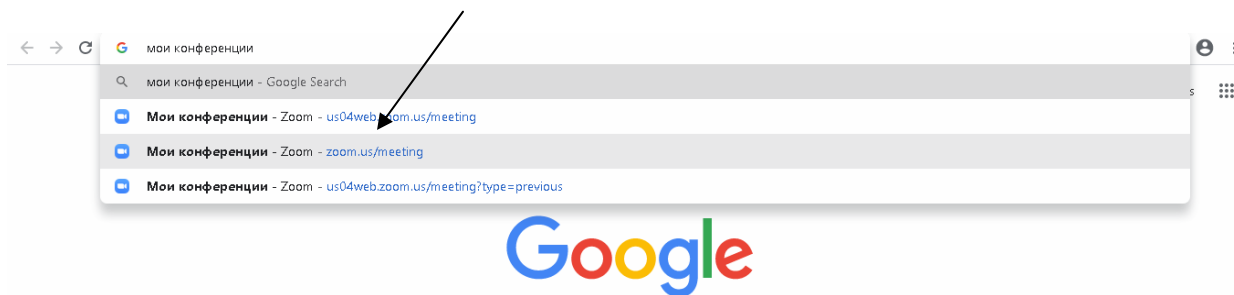 мои конференции
мои конференции - Google Search
Мои конференции - Zoom - us04web.zoom.us/meeting
s
Мои конференции - Zoom - zoom.us/meeting
Мои конференции - Zoom - us04web.zoom.us/meeting?type=previous
Google